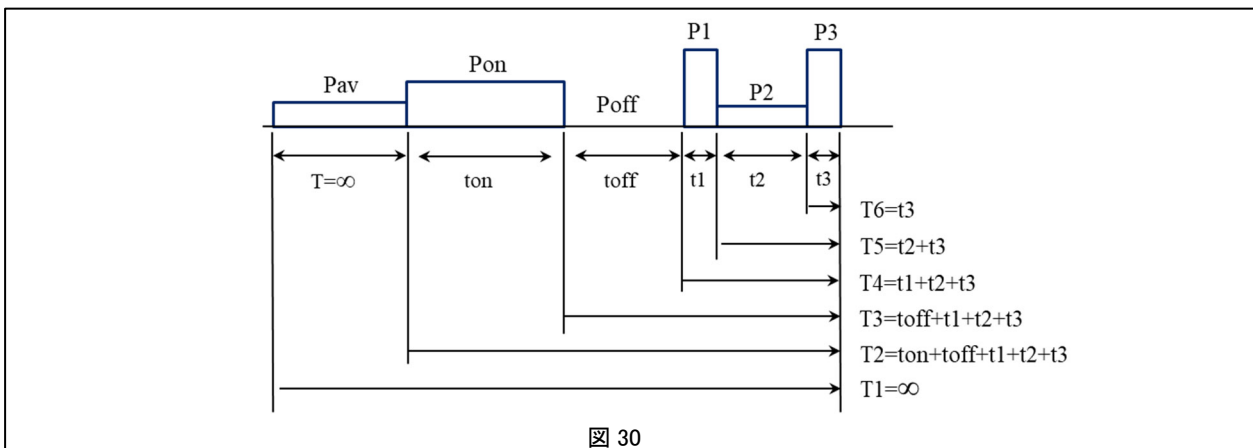 P1 P3
Pon
Pav P2
Poff
T=∞ ton toff t1 t2 t3
T6=t3
T5=t2+t3
T4=t1+t2+t3
T3=toff+t1+t2+t3
T2=ton+toff+t1+t2+t3
T1=∞
図 30